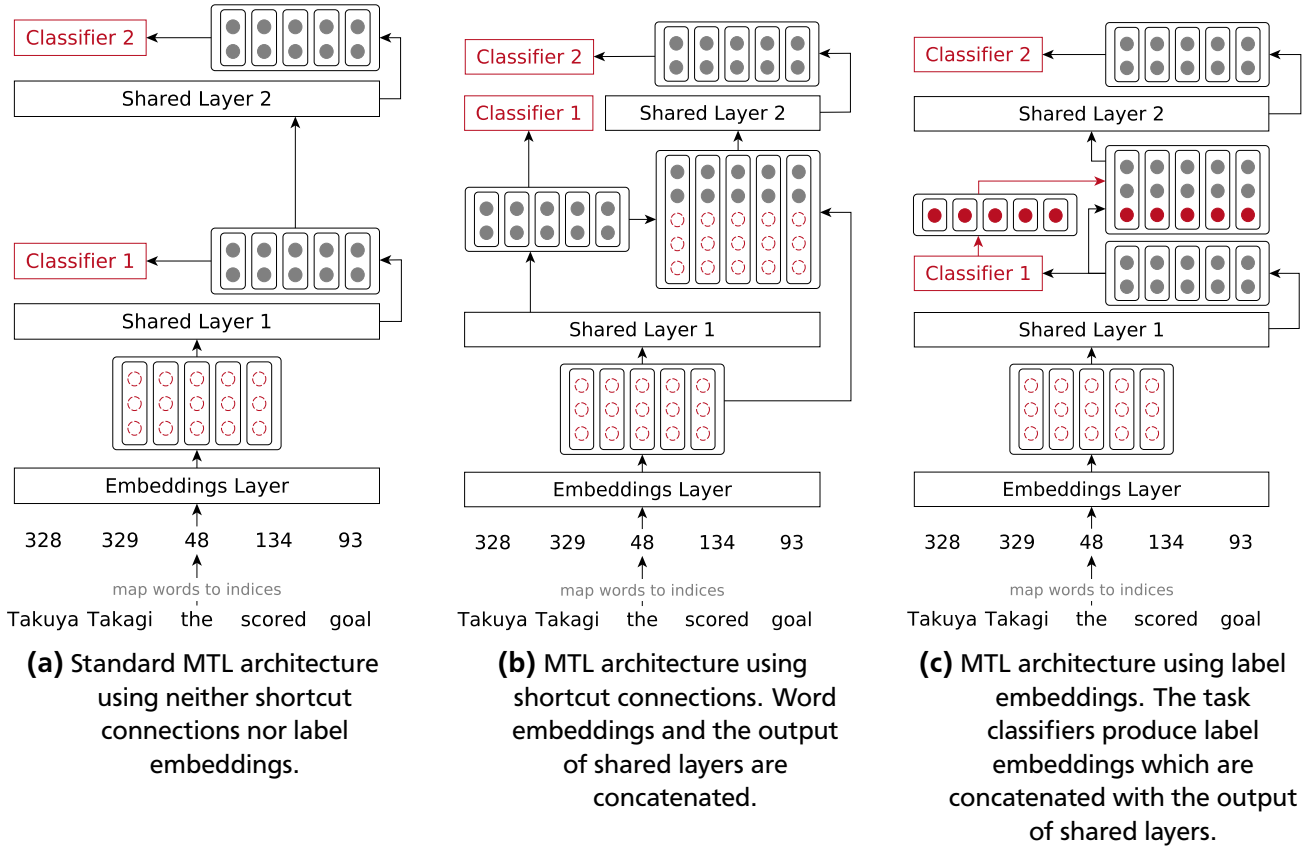 Classifier 2
Shared Layer 2
Classifier 1
Shared Layer 1
Embeddings Layer
328 329 48 134 93
map words to indices
Takuya Takagi the scored goal
(a) Standard MTL architecture
using neither shortcut
connections nor label
embeddings.
Classifier 2
Classifier 1
Shared Layer 2
Shared Layer 1
Embeddings Layer
328 329 48 134 93
map words to indices
Takuya Takagi the scored goal
(b) MTL architecture using
shortcut connections. Word
embeddings and the output
of shared layers are
concatenated.
Classifier 2
Shared Layer 2
Classifier 1
Shared Layer 1
Embeddings Layer
328 329 48 134 93
map words to indices
Takuya Takagi the scored goal
(c) MTL architecture using label
embeddings. The task
classifiers produce label
embeddings which are
concatenated with the output
of shared layers.